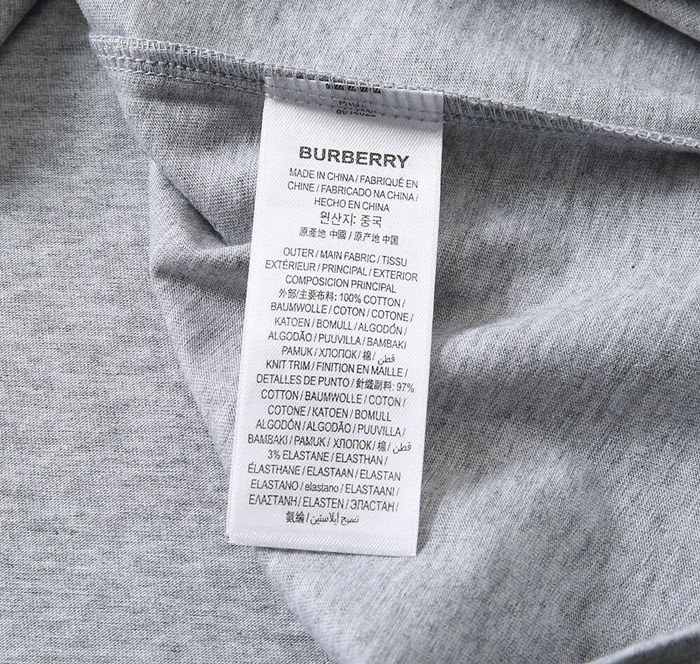 BURBERRY
MADE IN CHINA / FABRIQUÉ EN
CHINE / FABRICADO NA CHINA /
HECHO EN CHINA
원산지: 중국
原產地 中國 / 原产地 中国
OUTER / MAIN FABRIC / TISSU
EXTÉRIEUR / PRINCIPAL / EXTERIOR
COMPOSICION PRINCIPAL
外部/主要布料: 100% COTTON /
BAUMWOLLE / COTON / COTONE /
KATOEN / BOMULL / ALGODÓN /
ALGODÃO / PUUVILLA / BAMBAKI
PAMUK / ХЛОПОК / 棉 / قطن
KNIT TRIM / FINITION EN MAILLE /
DETALLES DE PUNTO / 針織副料: 97%
COTTON / BAUMWOLLE / COTON /
COTONE / KATOEN / BOMULL
ALGODÓN / ALGODÃO / PUUVILLA /
BAMBAKI / PAMUK / ХЛОПОК / 棉 / قطن
3% ELASTANE / ELASTHAN /
ÉLASTHANE / ELASTAAN / ELASTAN
ELASTANO / elastano / ELASTAANI /
ΕΛΑΣΤΑΝΗ / ELASTEN / ЭЛАСТАН /
氨綸 / نسيج إيلاستين /